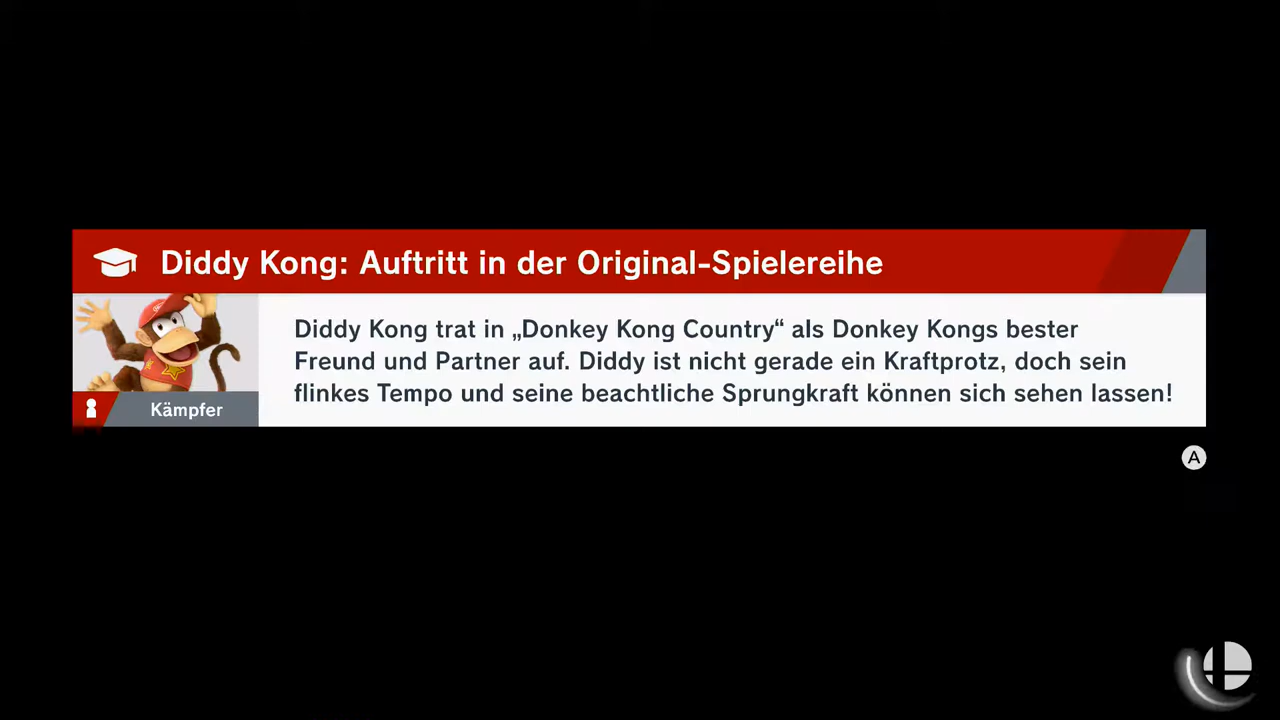 Diddy Kong: Auftritt in der Original-Spielereihe
Diddy Kong trat in „Donkey Kong Country“ als Donkey Kongs bester
Freund und Partner auf. Diddy ist nicht gerade ein Kraftprotz, doch sein
flinkes Tempo und seine beachtliche Sprungkraft können sich sehen lassen!
Kämpfer
A